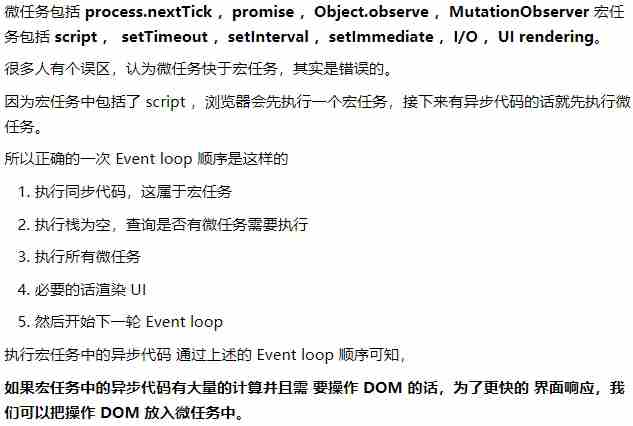 微任务包括 process.nextTick ，promise ，Object.observe ，MutationObserver 宏任
务包括 script ， setTimeout ，setInterval ，setImmediate ，I/O ，UI rendering。
很多人有个误区，认为微任务快于宏任务，其实是错误的。
因为宏任务中包括了 script ，浏览器会先执行一个宏任务，接下来有异步代码的话就先执行微
任务。
所以正确的一次 Event loop 顺序是这样的
1. 执行同步代码，这属于宏任务
2. 执行栈为空，查询是否有微任务需要执行
3. 执行所有微任务
4. 必要的话渲染 UI
5. 然后开始下一轮 Event loop
执行宏任务中的异步代码 通过上述的 Event loop 顺序可知，
如果宏任务中的异步代码有大量的计算并且需 要操作 DOM 的话，为了更快的 界面响应，我
们可以把操作 DOM 放入微任务中。